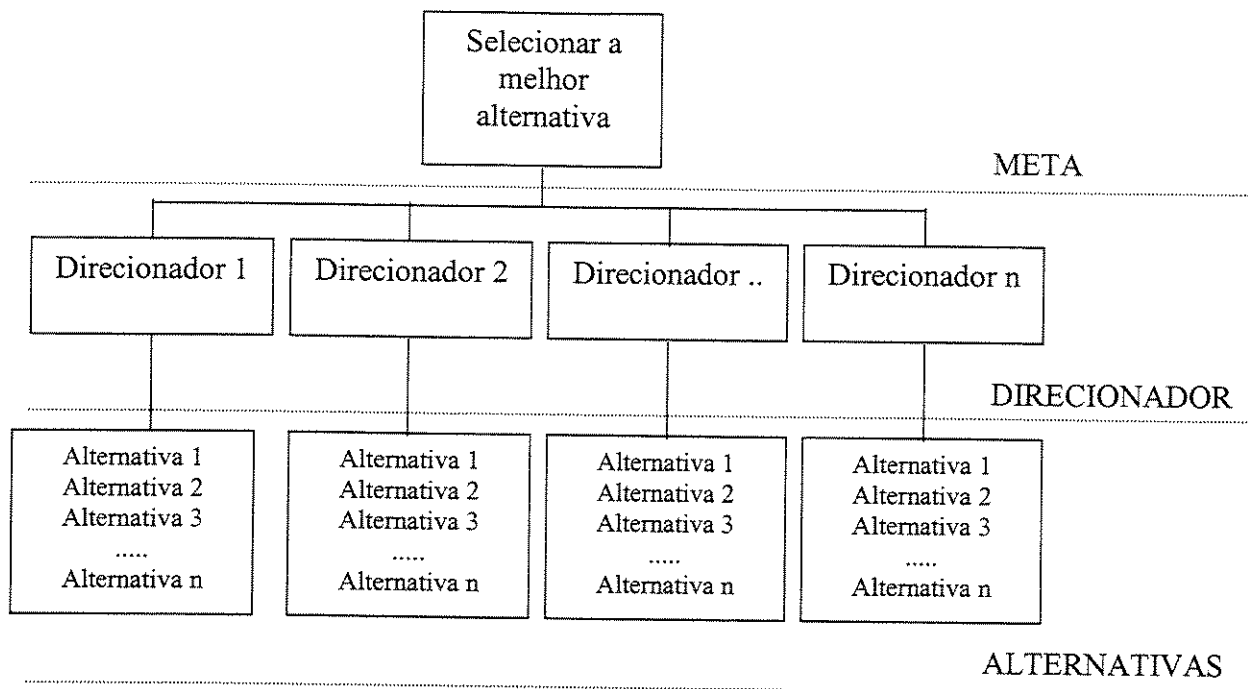 Selecionar a
melhor
alternativa
META
Direcionador 1
Direcionador 2
Direcionador ..
Direcionador n
DIRECIONADOR
Alternativa 1
Alternativa 2
Alternativa 3
.....
Alternativa n
Alternativa 1
Alternativa 2
Alternativa 3
.....
Alternativa n
Alternativa 1
Alternativa 2
Alternativa 3
.....
Alternativa n
Alternativa 1
Alternativa 2
Alternativa 3
.....
Alternativa n
ALTERNATIVAS